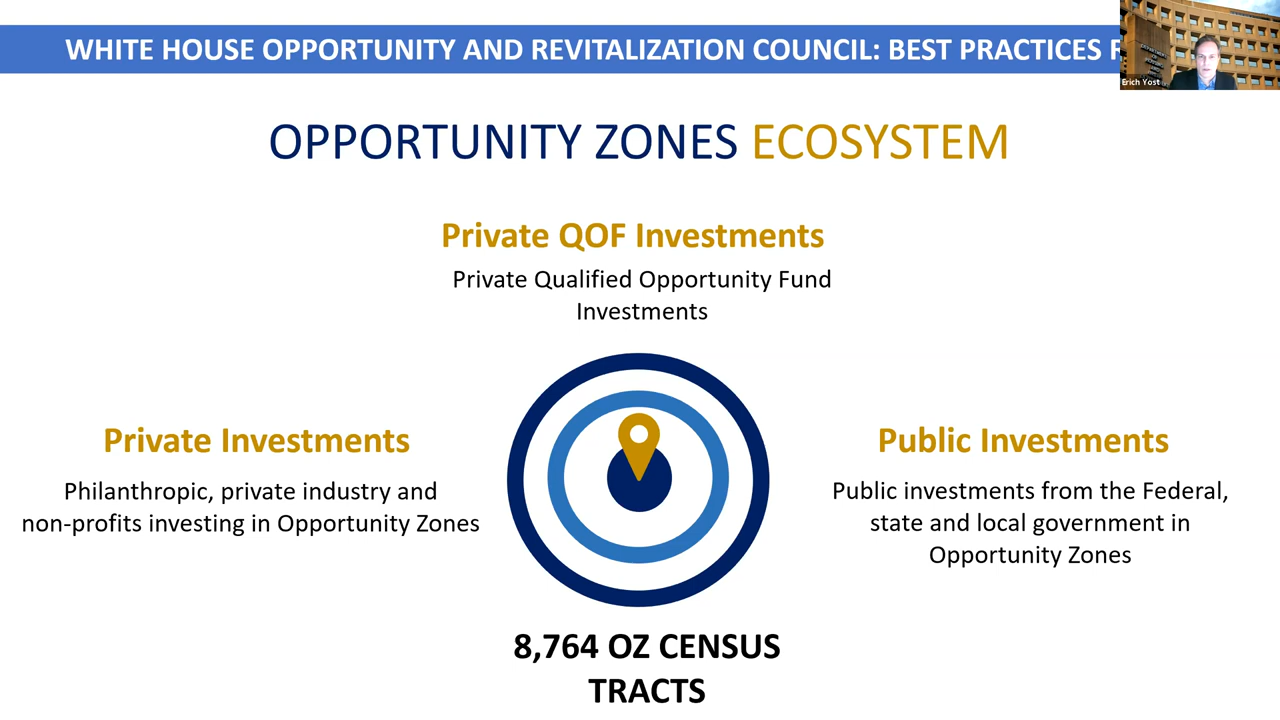 WHITE HOUSE OPPORTUNITY AND REVITALIZATION COUNCIL: BEST PRACTICES
Erich Yost
OPPORTUNITY ZONES ECOSYSTEM
Private QOF Investments
Private Qualified Opportunity Fund
Investments
Private Investments
Philanthropic, private industry and
non-profits investing in Opportunity Zones
Public Investments
Public investments from the Federal,
state and local government in
Opportunity Zones
8,764 OZ CENSUS
TRACTS